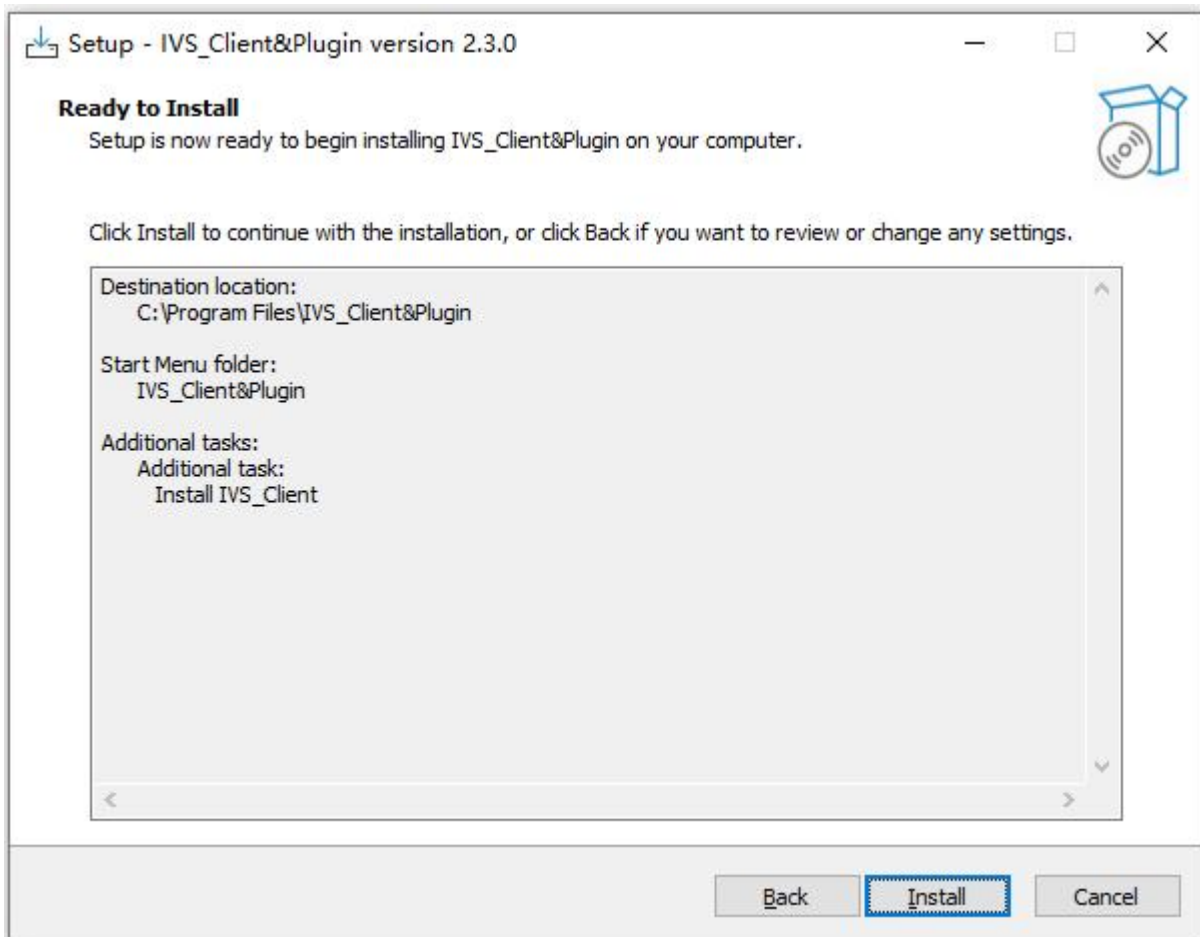 Setup - IVS_Client&Plugin version 2.3.0
Ready to Install
Setup is now ready to begin installing IVS_Client&Plugin on your computer.
Click Install to continue with the installation, or click Back if you want to review or change any settings.
Destination location:
C:\Program Files\IVS_Client&Plugin
Start Menu folder:
IVS_Client&Plugin
Additional tasks:
Additional task:
Install IVS_Client
Back
Install
Cancel